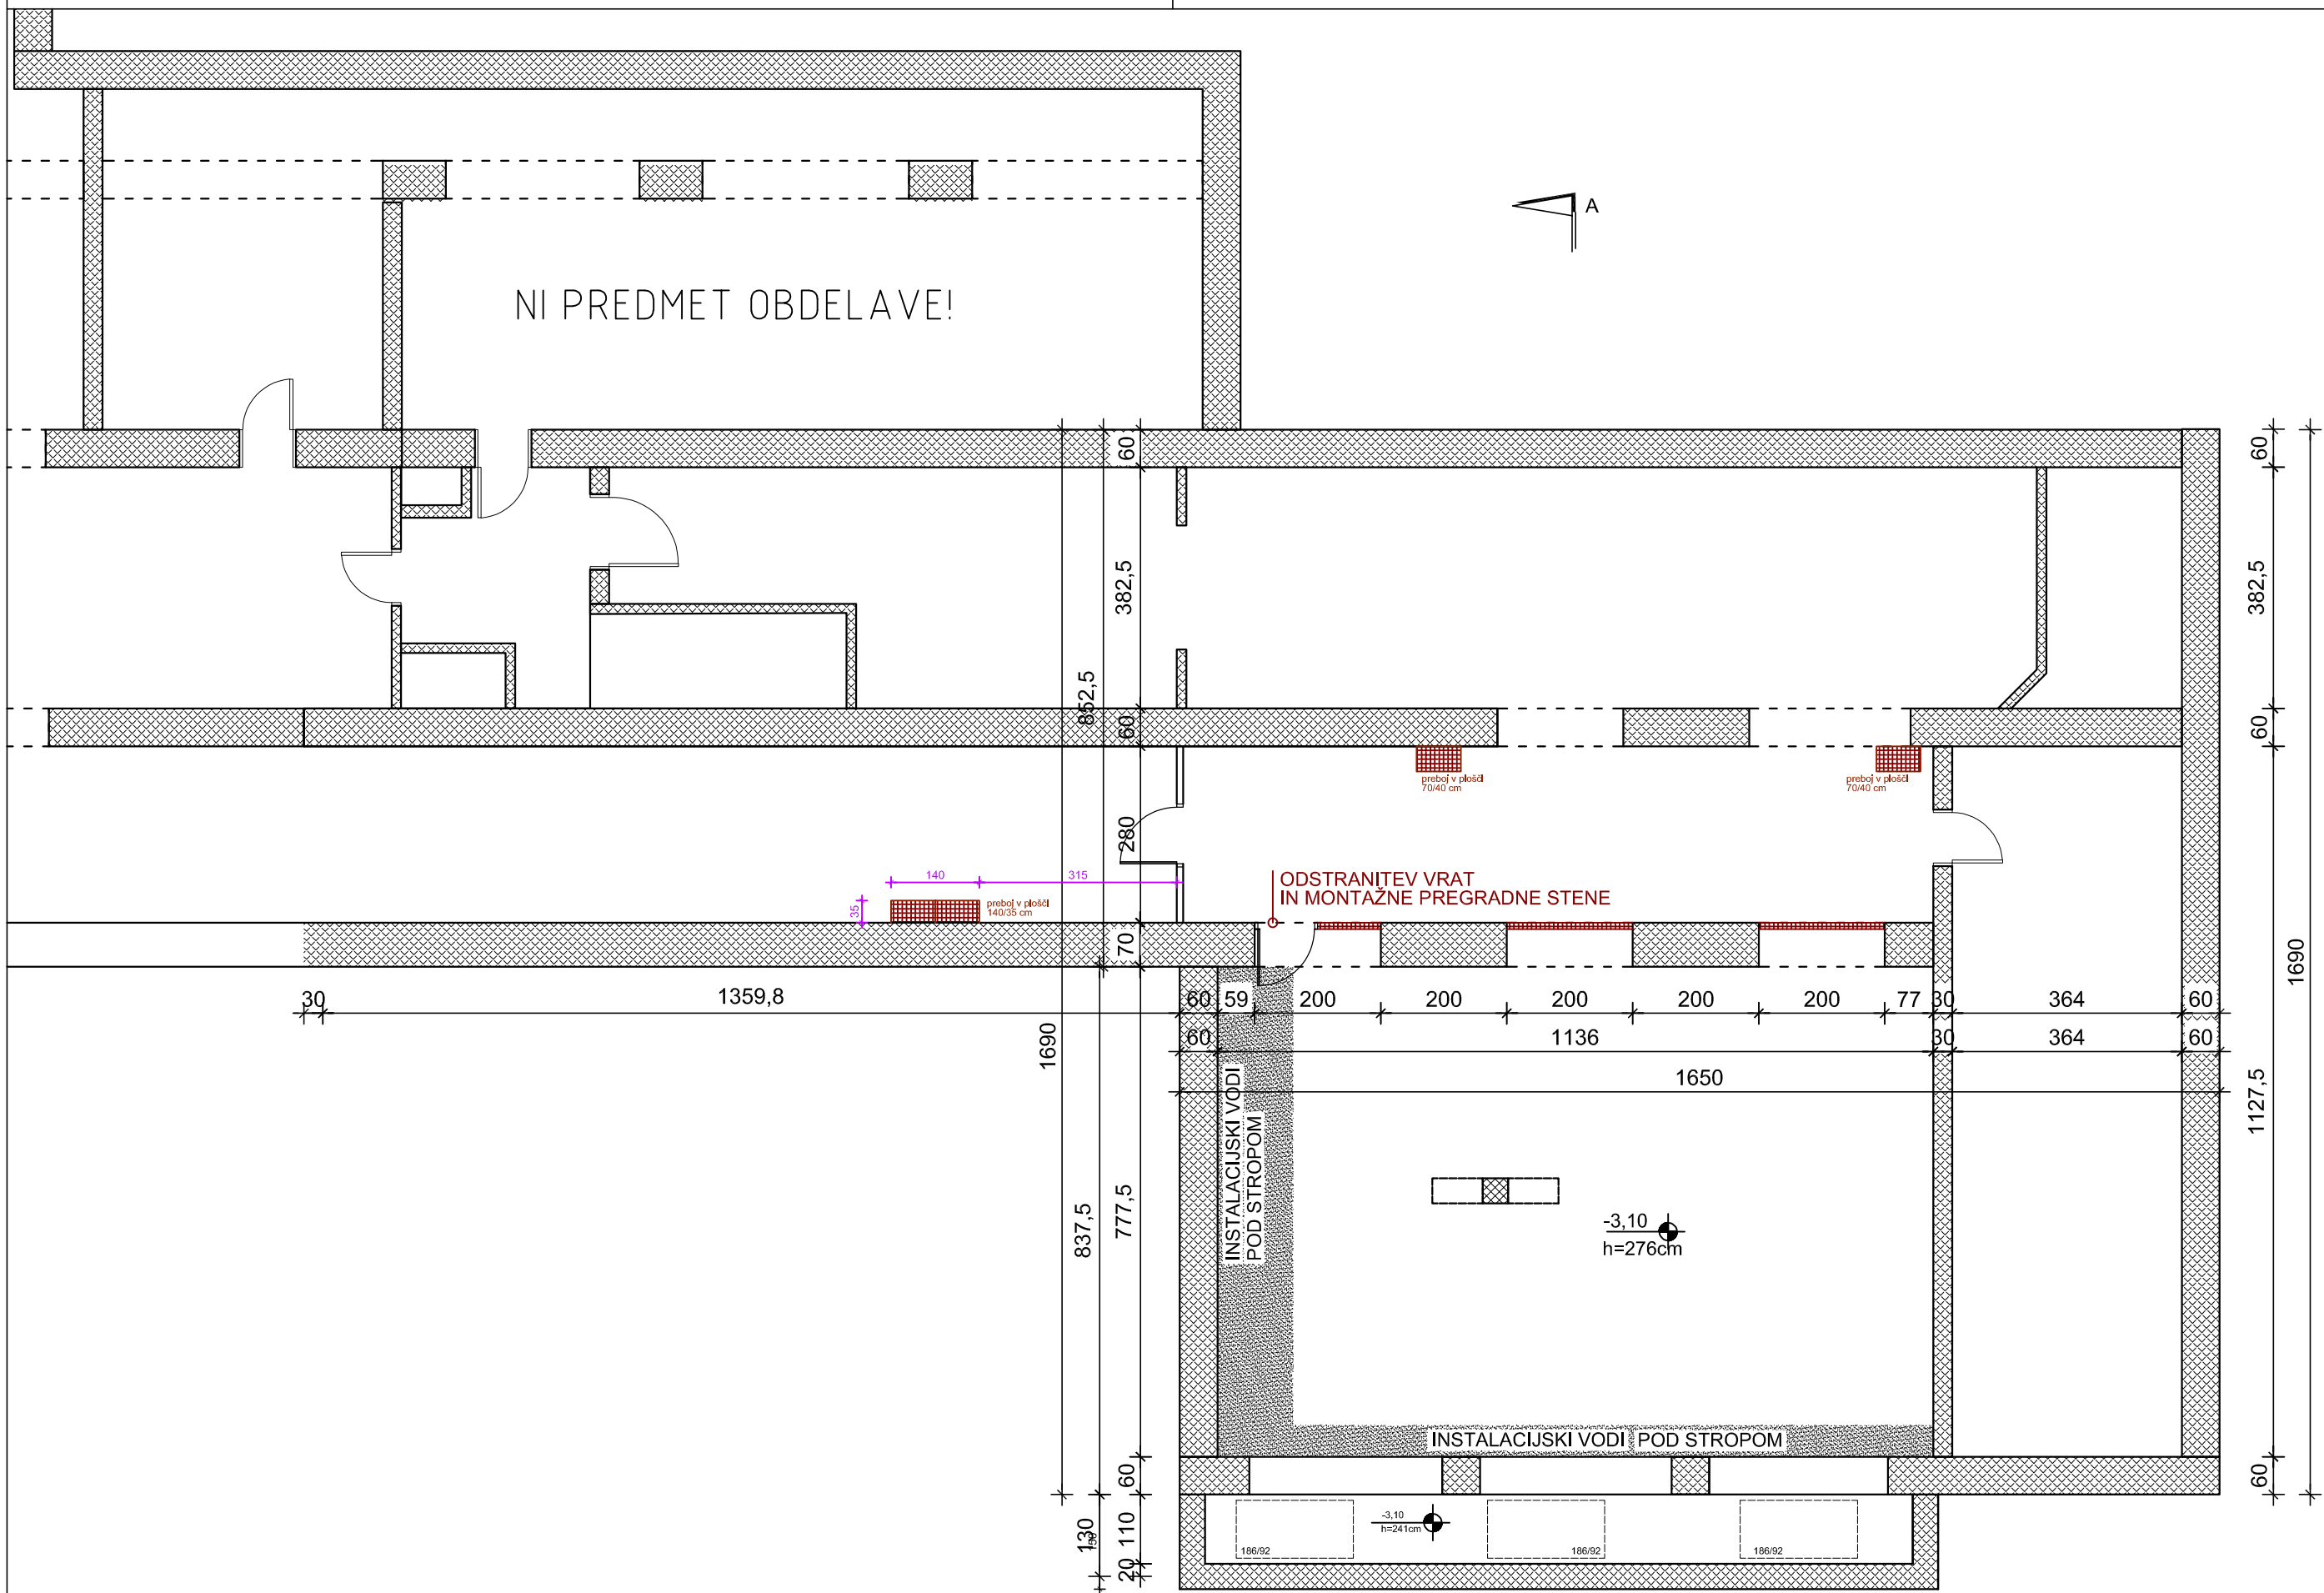 A
NI PREDMET OBDELAVE!
60
60
382,5
382,5
852,5
60
60
preboj v plošči
70/40 cm
preboj v plošči
70/40 cm
280
140
315
35
preboj v plošči
140/35 cm
ODSTRANITEV VRAT
IN MONTAŽNE PREGRADNE STENE
70
1690
30
1359,8
60
59
200
200
200
200
200
77
30
364
60
1690
60
1136
30
364
60
1650
1127,5
INSTALACIJSKI VODI
POD STROPOM
837,5
777,5
-3,10
h=276cm
INSTALACIJSKI VODI
POD STROPOM
60
60
130
110
-3,10
h=241cm
186/92
186/92
186/92
20